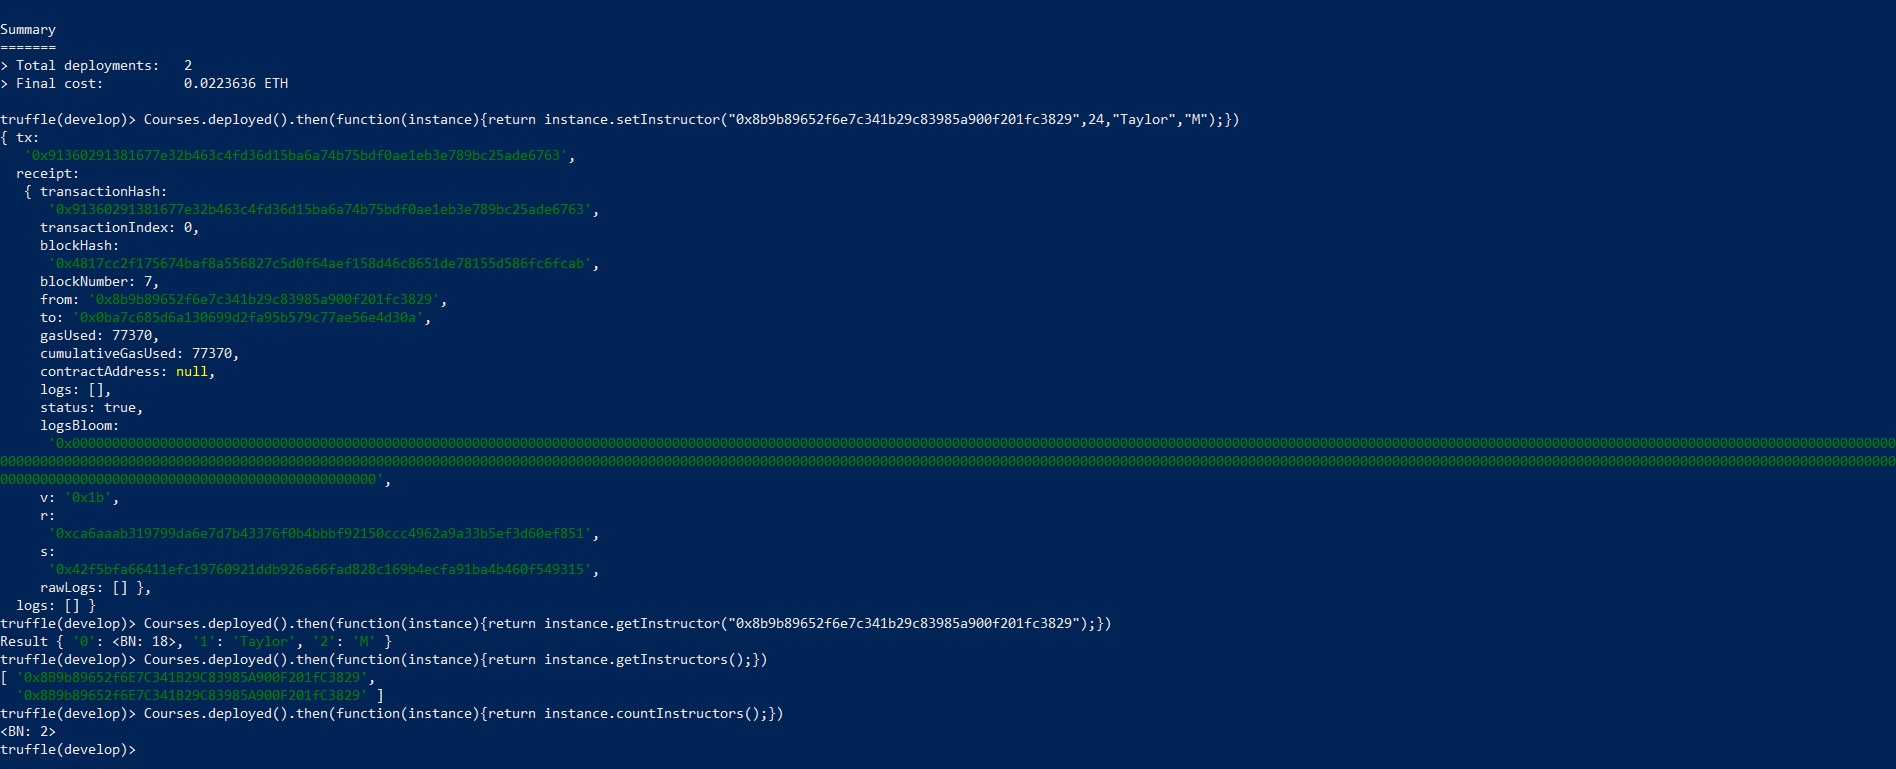 Summary
=======
> Total deployments:   2
> Final cost:          0.0223636 ETH
truffle(develop)> Courses.deployed().then(function(instance){return instance.setInstructor("0x8b9b89652f6e7c341b29c83985a900f201fc3829",24,"Taylor","M");})
{ tx:
   '0x91360291381677e32b463c4fd36d15ba6a74b75bdf0ae1eb3e789bc25ade6763',
  receipt:
   { transactionHash:
      '0x91360291381677e32b463c4fd36d15ba6a74b75bdf0ae1eb3e789bc25ade6763',
     transactionIndex: 0,
     blockHash:
      '0x4817cc2f175674baf8a556827c5d0f64aef158d46c8651de78155d586fc6fcab',
     blockNumber: 7,
     from: '0x8b9b89652f6e7c341b29c83985a900f201fc3829',
     to: '0x0ba7c685d6a130699d2fa95b579c77ae56e4d30a',
     gasUsed: 77370,
     cumulativeGasUsed: 77370,
     contractAddress: null,
     logs: [],
     status: true,
     logsBloom:
      '0x000000000000000000000000000000000000000000000000000000000000000000000000000000000000000000000000000000000000000000000000000000000000000000000000000000000000000000000000000000000000000000000000000000000000000000000000000000000000
000000000000000000000000000000000000000000000000000000000000000000000000000000000000000000000000000000000000000000000000000000000000000000000000000000000000000000000000000000000000000000000000000000000000000000000000000000000000000000000
00000000000000000000000000000000000000000000000',
     v: '0x1b',
     r:
      '0xca6aaab319799da6e7d7b43376f0b4bbbf92150ccc4962a9a33b5ef3d60ef851',
     s:
      '0x42f5bfa66411efc19760921ddb926a66fad828c169b4ecfa91ba4b460f549315',
     rawLogs: [] },
  logs: [] }
truffle(develop)> Courses.deployed().then(function(instance){return instance.getInstructor("0x8b9b89652f6e7c341b29c83985a900f201fc3829");})
Result { '0': <BN: 18>, '1': 'Taylor', '2': 'M' }
truffle(develop)> Courses.deployed().then(function(instance){return instance.getInstructors();})
[ '0x8B9b89652f6E7C341B29C83985A900F201fC3829',
  '0x8B9b89652f6E7C341B29C83985A900F201fC3829' ]
truffle(develop)> Courses.deployed().then(function(instance){return instance.countInstructors();})
<BN: 2>
truffle(develop)>